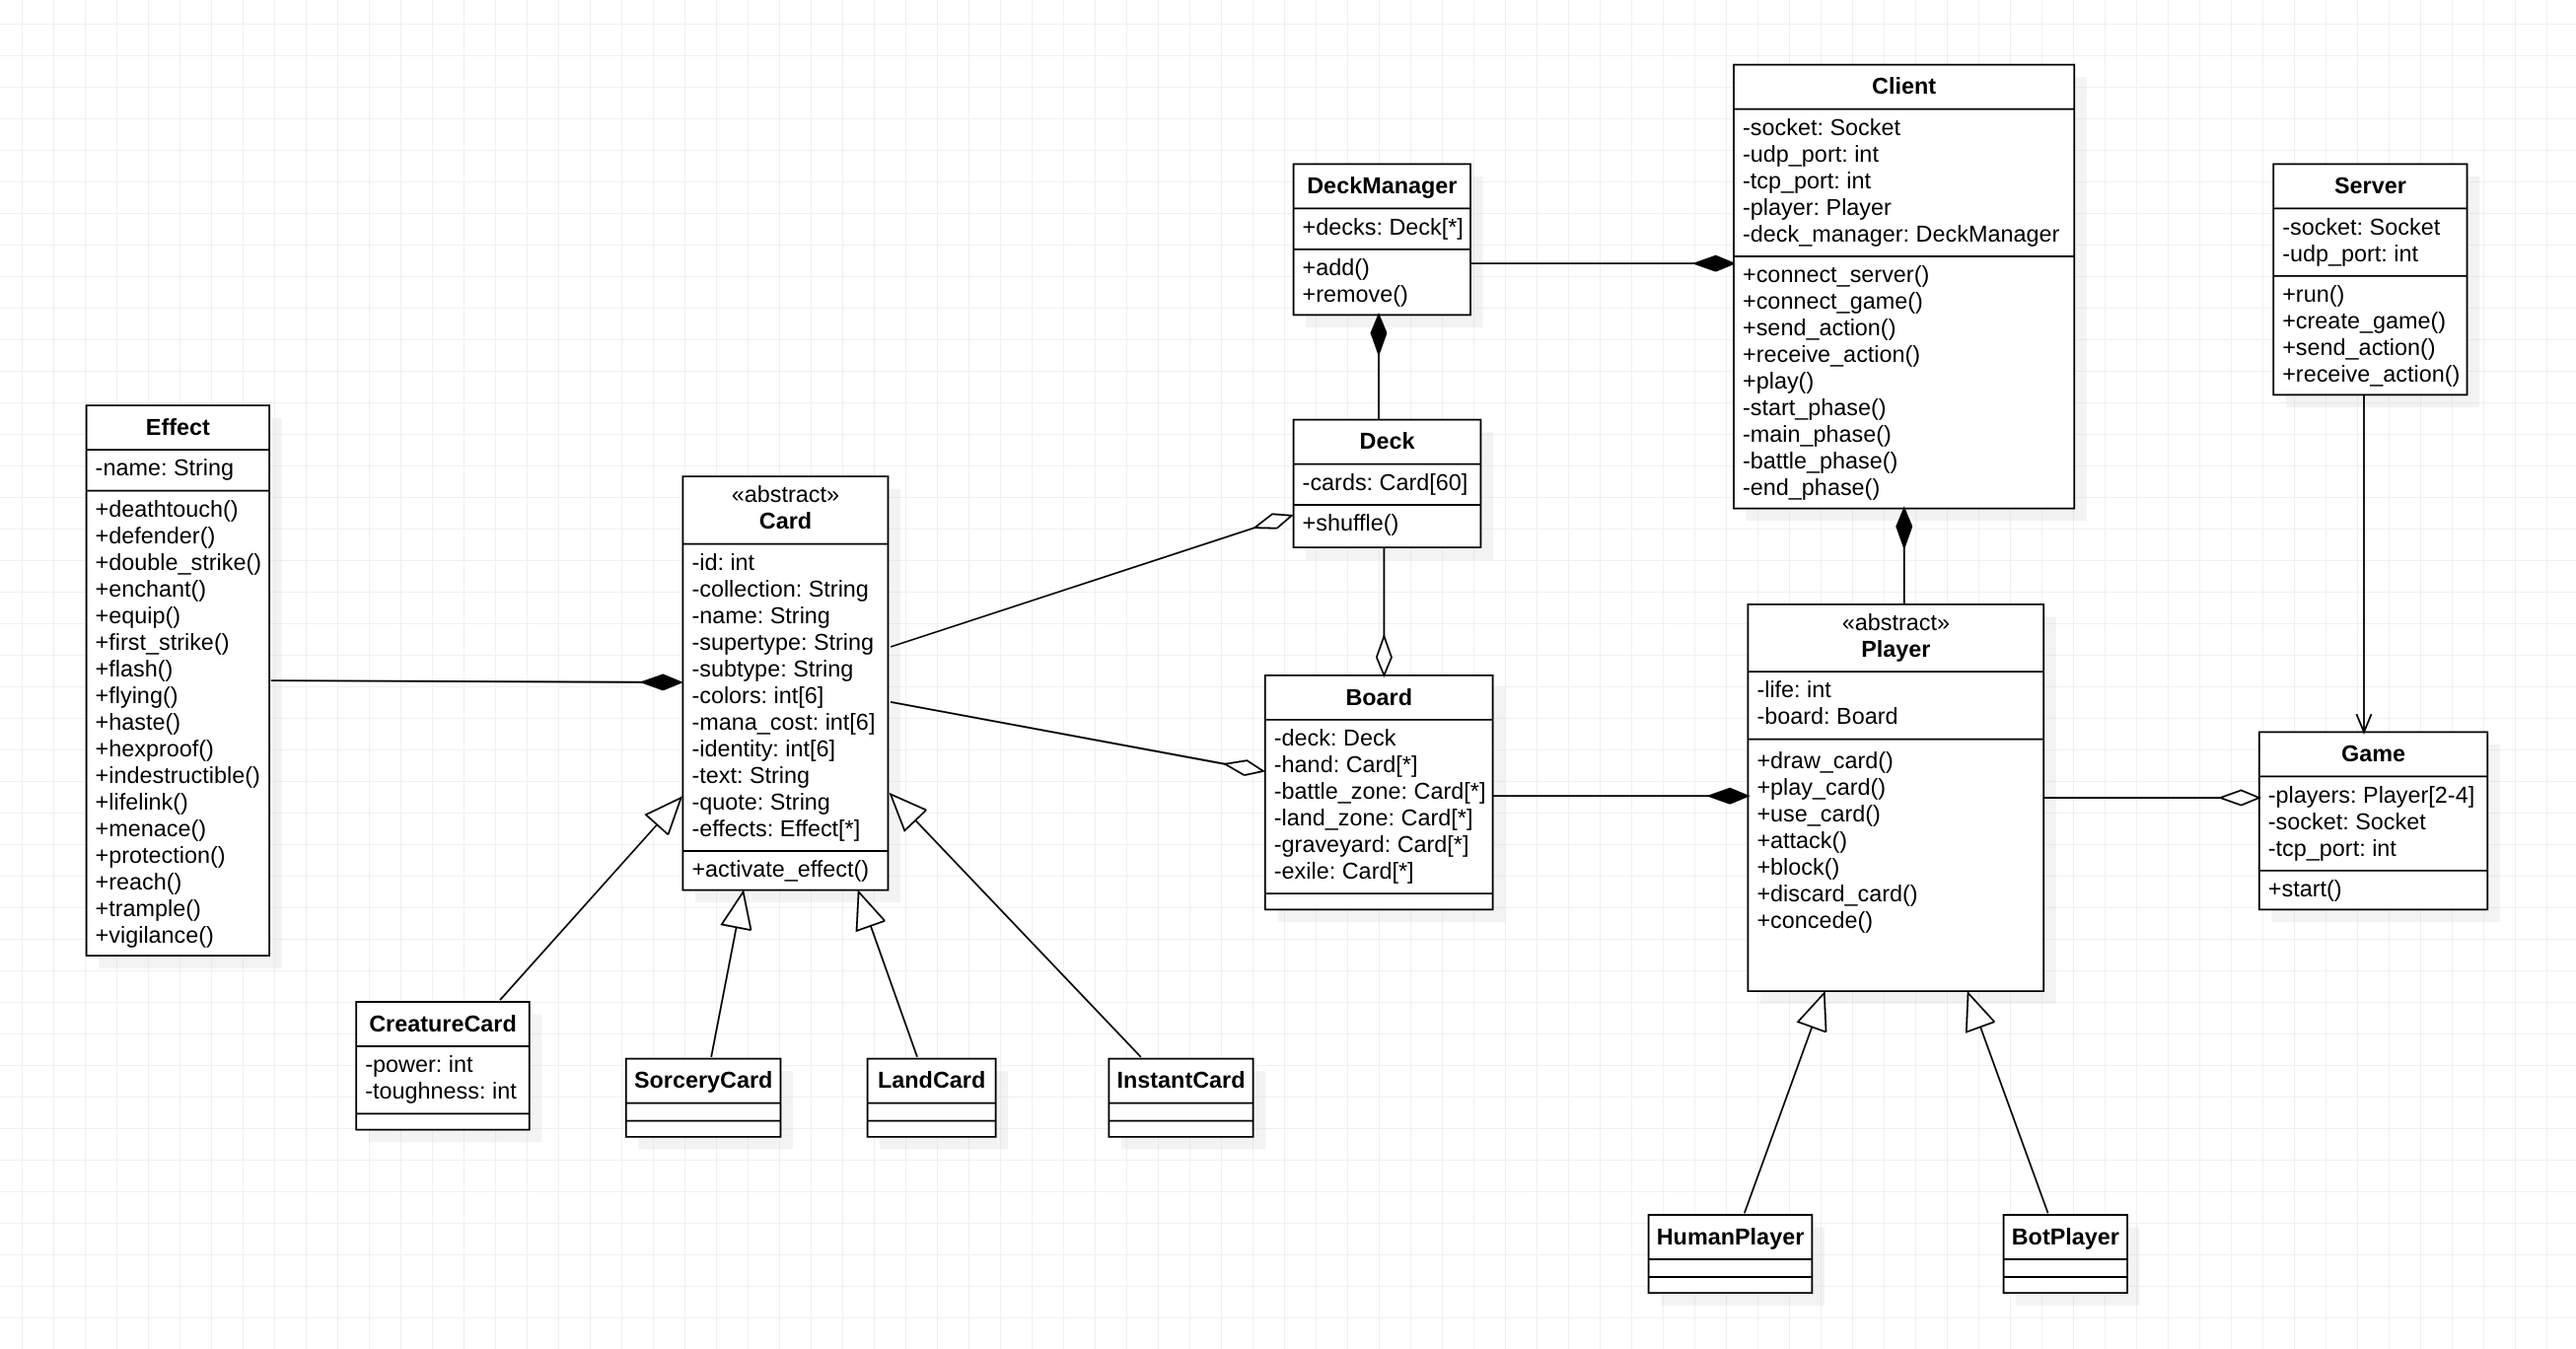 Client
-socket: Socket
-udp_port: int
-tcp_port: int
-player: Player
-deck_manager: DeckManager
+connect_server()
+connect_game()
+send_action()
+receive_action()
+play()
-start_phase()
-main_phase()
-battle_phase()
-end_phase()
DeckManager
+decks: Deck[*]
+add()
+remove()
Server
-socket: Socket
-udp_port: int
+run()
+create_game()
+send_action()
+receive_action()
Effect
-name: String
+deathtouch()
+defender()
+double_strike()
+enchant()
+equip()
+first_strike()
+flash()
+flying()
+haste()
+hexproof()
+indestructible()
+lifelink()
+menace()
+protection()
+reach()
+trample()
+vigilance()
«abstract»
Card
-id: int
-collection: String
-name: String
-supertype: String
-subtype: String
-colors: int[6]
-mana_cost: int[6]
-identity: int[6]
-text: String
-quote: String
-effects: Effect[*]
+activate_effect()
Deck
-cards: Card[60]
+shuffle()
Board
-deck: Deck
-hand: Card[*]
-battle_zone: Card[*]
-land_zone: Card[*]
-graveyard: Card[*]
-exile: Card[*]
«abstract»
Player
-life: int
-board: Board
+draw_card()
+play_card()
+use_card()
+attack()
+block()
+discard_card()
+concede()
Game
-players: Player[2-4]
-socket: Socket
-tcp_port: int
+start()
CreatureCard
-power: int
-toughness: int
SorceryCard
LandCard
InstantCard
HumanPlayer
BotPlayer